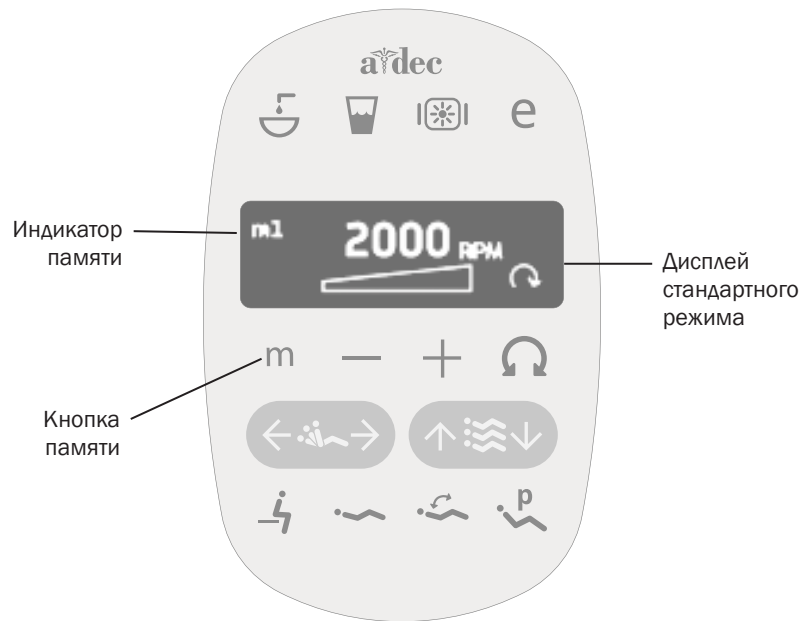 a dec
e
m1
2000 RPM
Индикатор
памяти
Дисплей
стандартного
режима
m
Кнопка
памяти
p